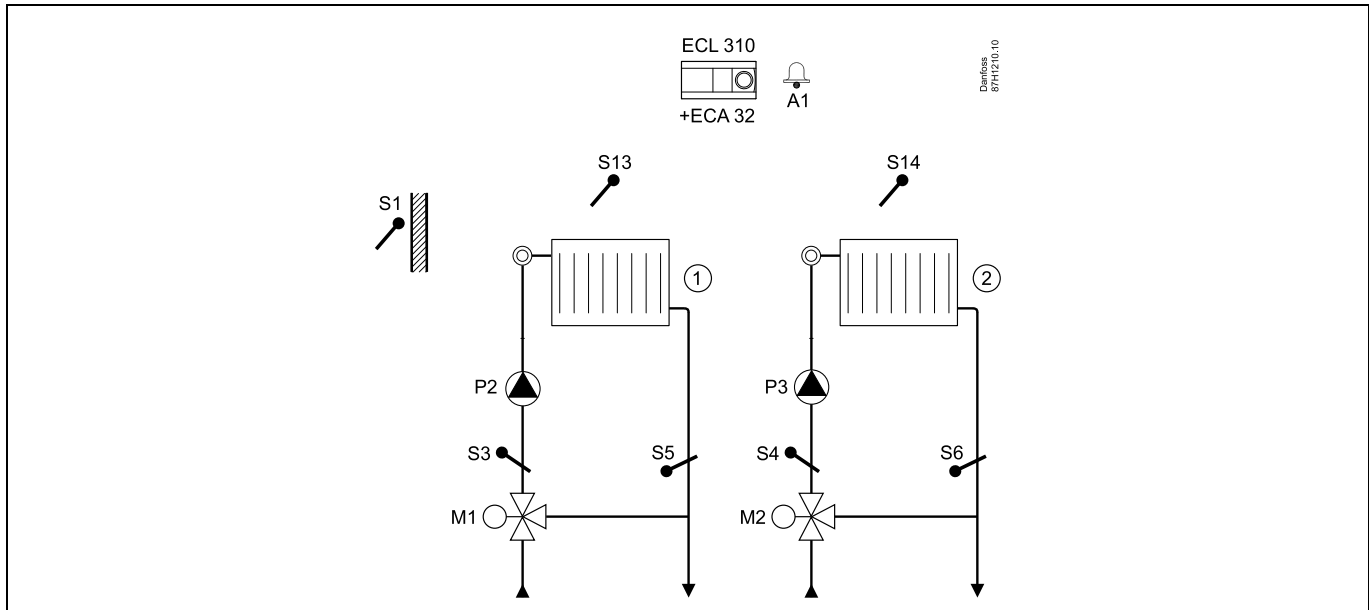 ECL 310
+ECA 32
A1
Danfoss
87H1210.10
S13
S14
S1
1
2
P2
P3
S3
S5
S4
S6
M1
M2